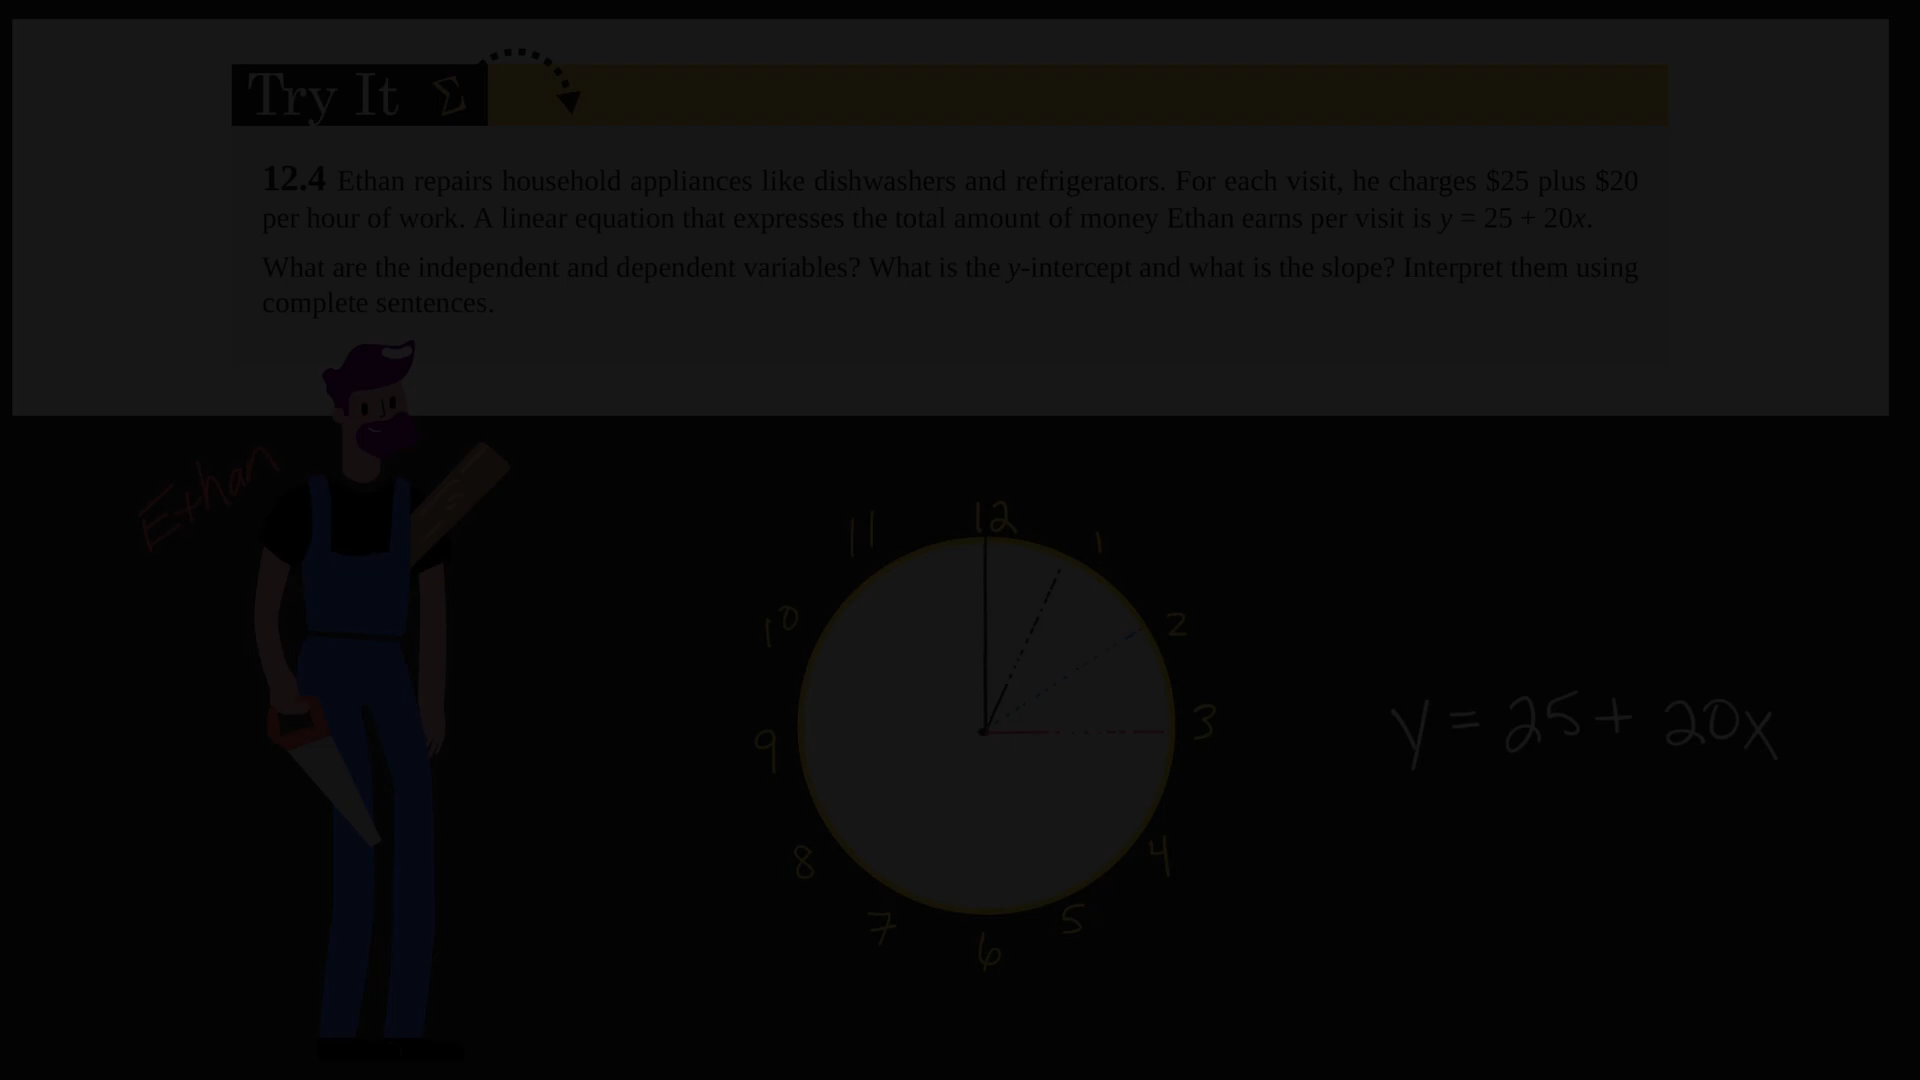 Try It Σ
12.4 Ethan repairs household appliances like dishwashers and refrigerators. For each visit, he charges $25 plus $20
per hour of work. A linear equation that expresses the total amount of money Ethan earns per visit is y = 25 + 20x.
What are the independent and dependent variables? What is the y-intercept and what is the slope? Interpret them using
complete sentences.
Ethan
12
11
1
10
2
9
3
8
4
7
5
6
y = 25 + 20x